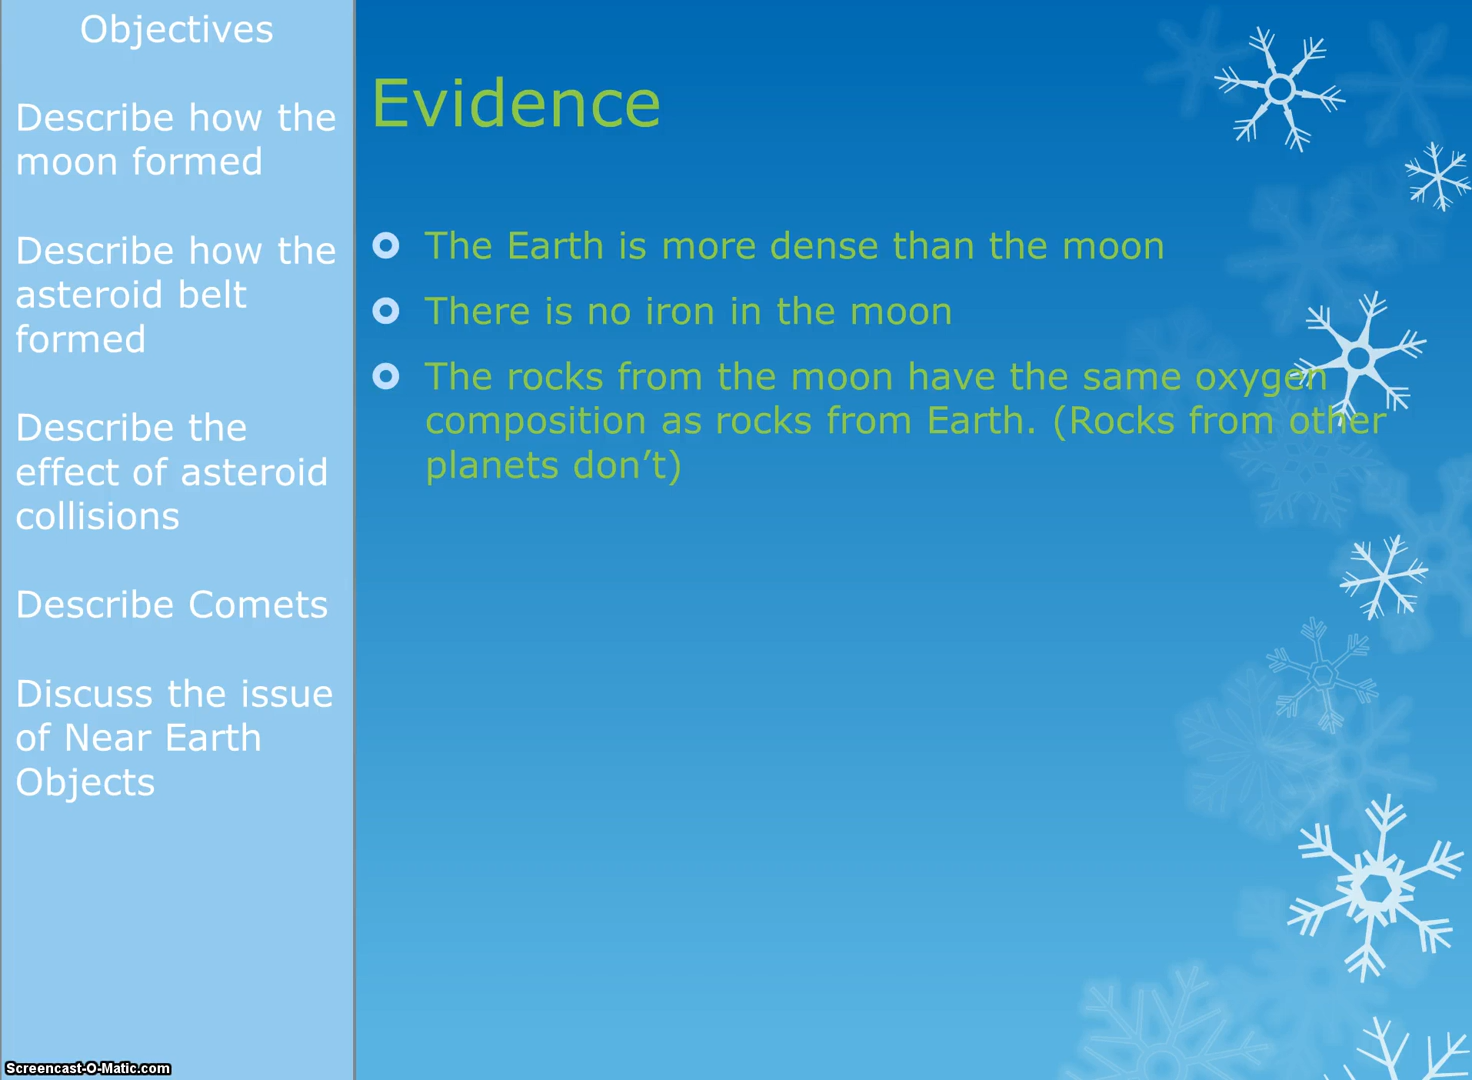 Objectives
Describe how the
moon formed
Describe how the
asteroid belt
formed
Describe the
effect of asteroid
collisions
Describe Comets
Discuss the issue
of Near Earth
Objects
Evidence
The Earth is more dense than the moon
There is no iron in the moon
The rocks from the moon have the same oxygen
composition as rocks from Earth. (Rocks from other
planets don’t)
Screencast-O-Matic.com